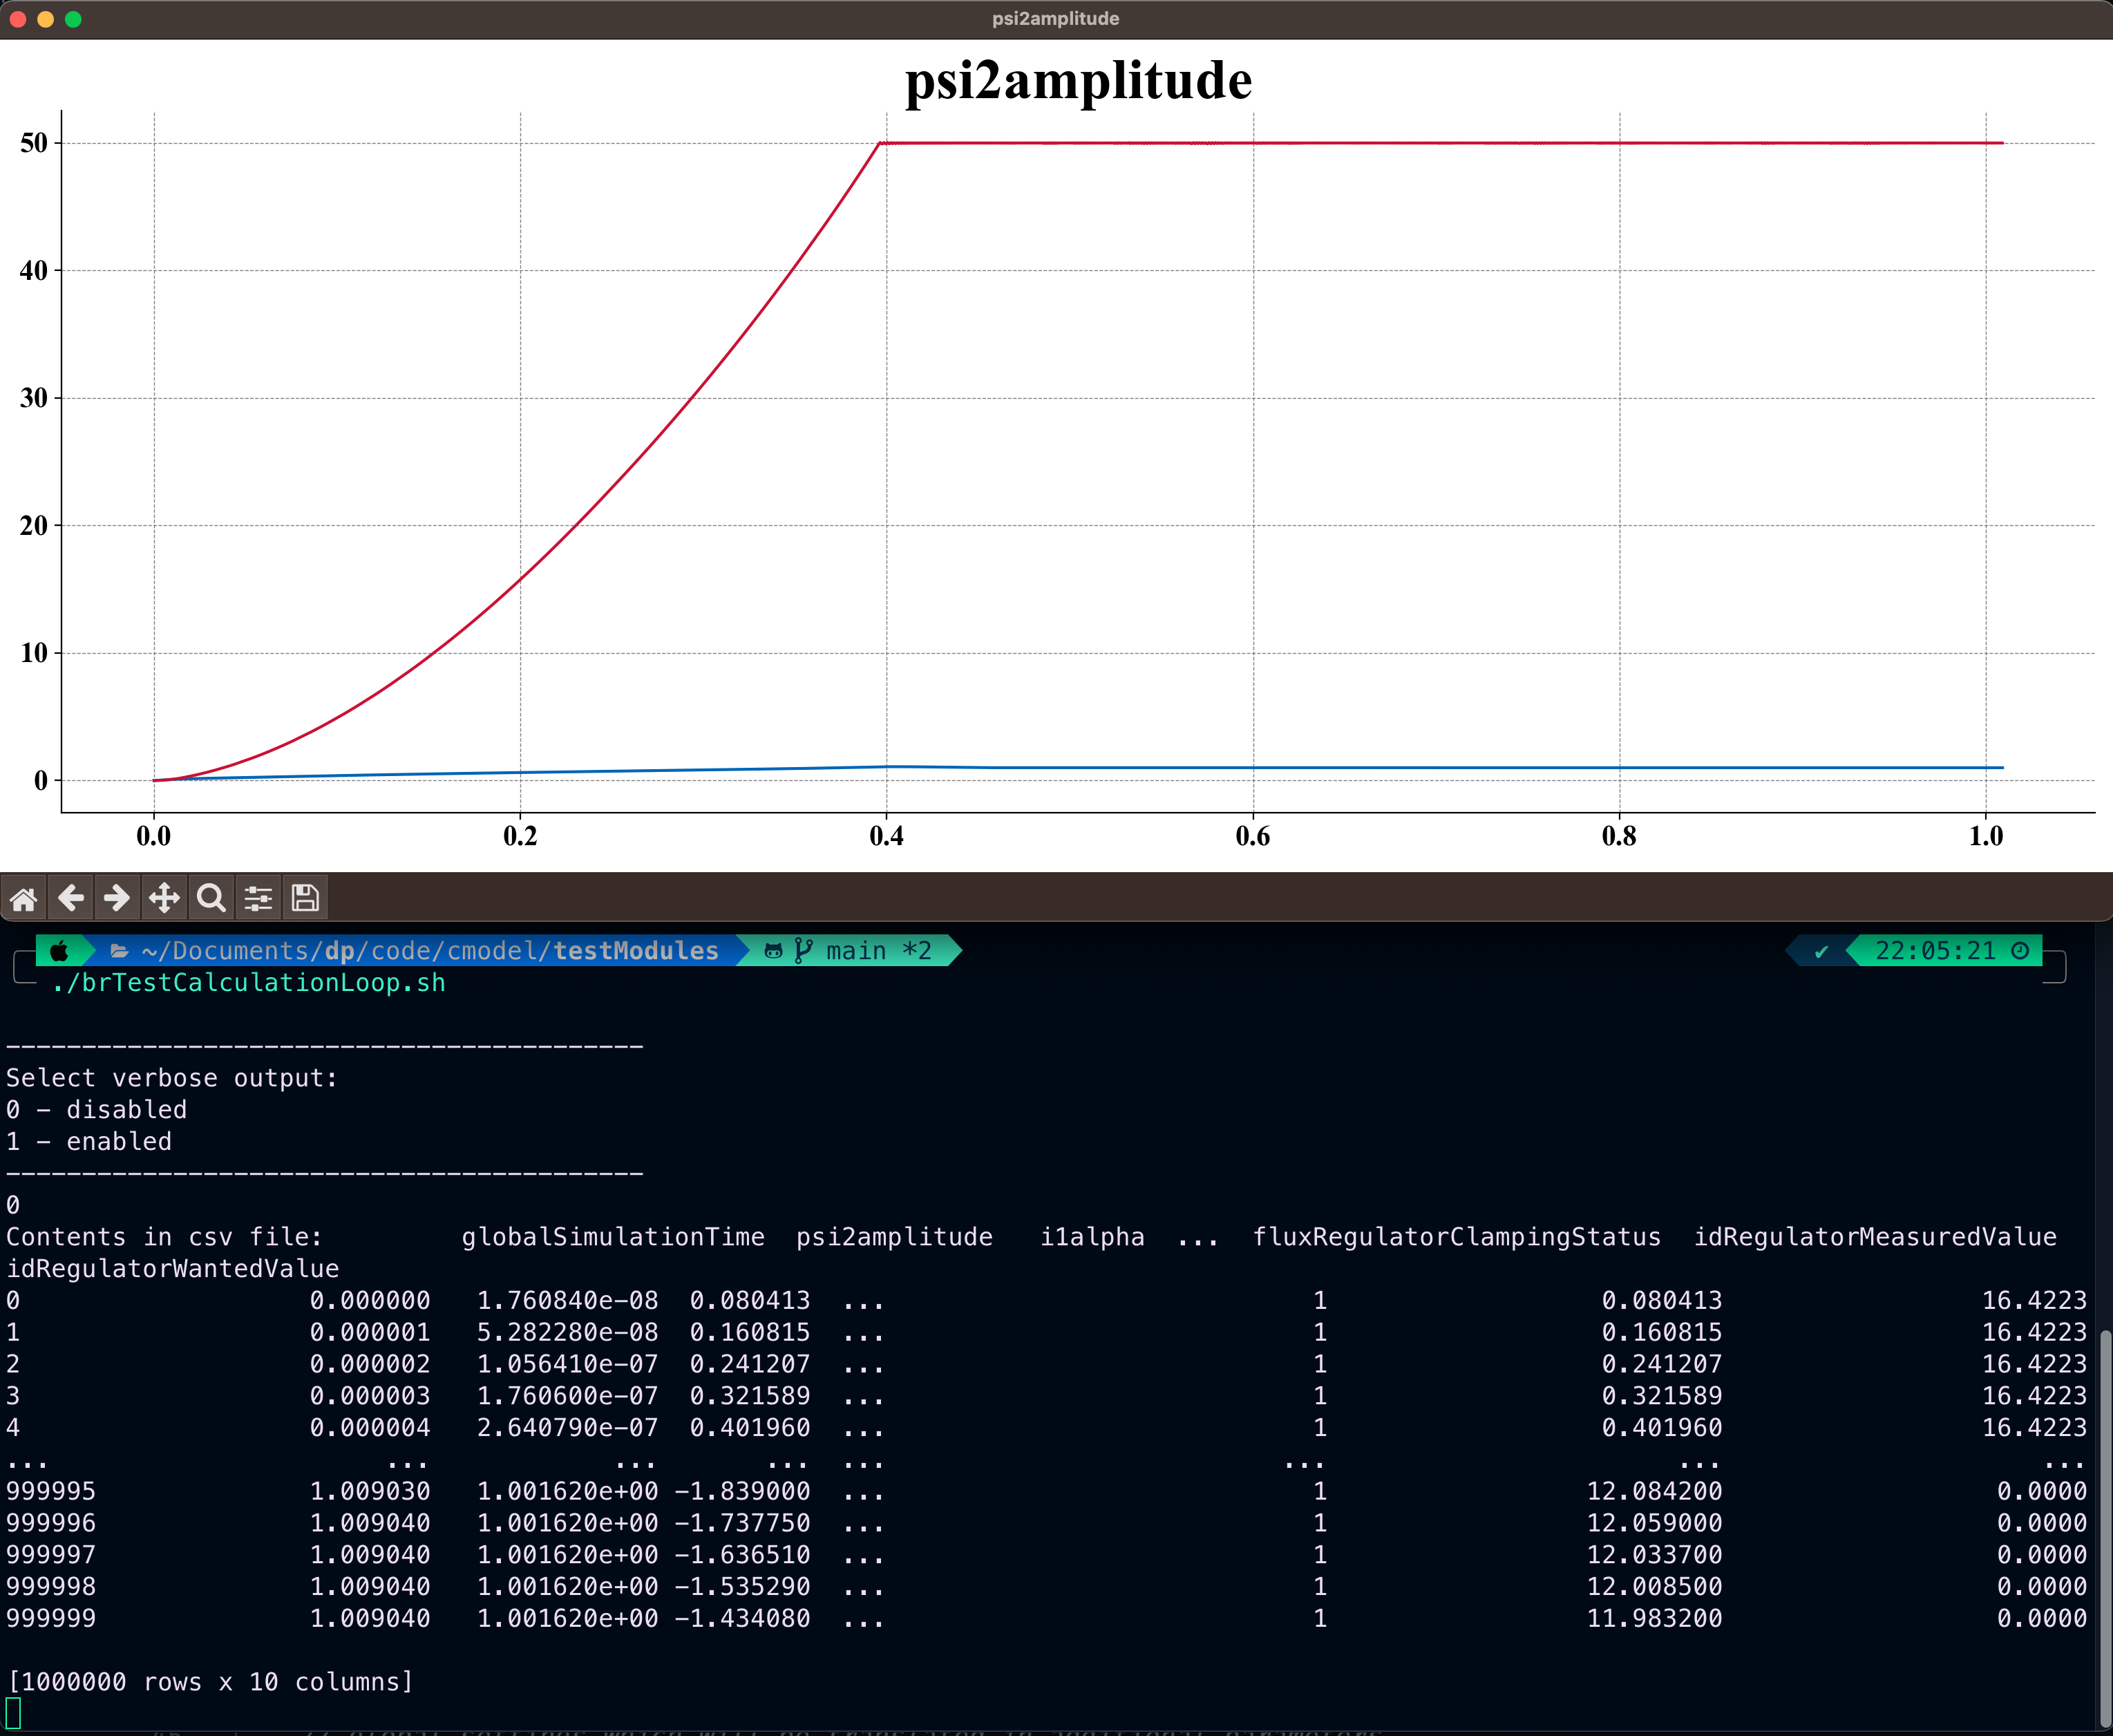 psi2amplitude
psi2amplitude
50
40
30
20
10
0
0.0 0.2 0.4 0.6 0.8 1.0
~/Documents/dp/code/cmodel/testModules main *2 ✔ 22:05:21
./brTestCalculationLoop.sh
------------------------------------------
Select verbose output:
0 - disabled
1 - enabled
------------------------------------------
0
Contents in csv file: globalSimulationTime psi2amplitude i1alpha ... fluxRegulatorClampingStatus idRegulatorMeasuredValue
idRegulatorWantedValue
0 0.000000 1.760840e-08 0.080413 ... 1 0.080413 16.4223
1 0.000001 5.282280e-08 0.160815 ... 1 0.160815 16.4223
2 0.000002 1.056410e-07 0.241207 ... 1 0.241207 16.4223
3 0.000003 1.760600e-07 0.321589 ... 1 0.321589 16.4223
4 0.000004 2.640790e-07 0.401960 ... 1 0.401960 16.4223
... ... ... ... ... ... ... ...
999995 1.009030 1.001620e+00 -1.839000 ... 1 12.084200 0.0000
999996 1.009040 1.001620e+00 -1.737750 ... 1 12.059000 0.0000
999997 1.009040 1.001620e+00 -1.636510 ... 1 12.033700 0.0000
999998 1.009040 1.001620e+00 -1.535290 ... 1 12.008500 0.0000
999999 1.009040 1.001620e+00 -1.434080 ... 1 11.983200 0.0000
[1000000 rows x 10 columns]